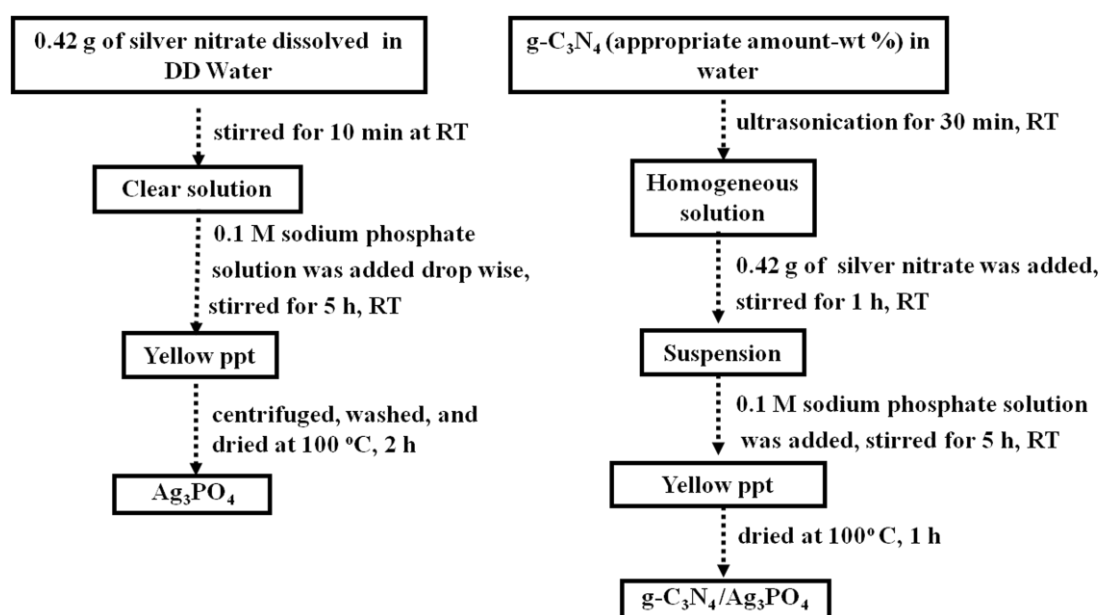 0.42 g of silver nitrate dissolved in
DD Water
stirred for 10 min at RT
Clear solution
0.1 M sodium phosphate
solution was added drop wise,
stirred for 5 h, RT
Yellow ppt
centrifuged, washed, and
dried at 100 °C, 2 h
Ag₃PO₄
g-C₃N₄ (appropriate amount-wt %) in
water
ultrasonication for 30 min, RT
Homogeneous
solution
0.42 g of silver nitrate was added,
stirred for 1 h, RT
Suspension
0.1 M sodium phosphate solution
was added, stirred for 5 h, RT
Yellow ppt
dried at 100° C, 1 h
g-C₃N₄/Ag₃PO₄